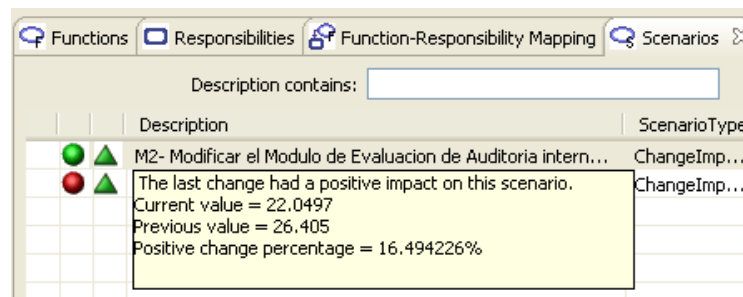 Functions Responsibilities Function-Responsibility Mapping Scenarios
Description contains:
Description ScenarioType
M2- Modificar el Modulo de Evaluacion de Auditoria intern... ChangeImp...
ChangeImp...
The last change had a positive impact on this scenario.
Current value = 22.0497
Previous value = 26.405
Positive change percentage = 16.494226%